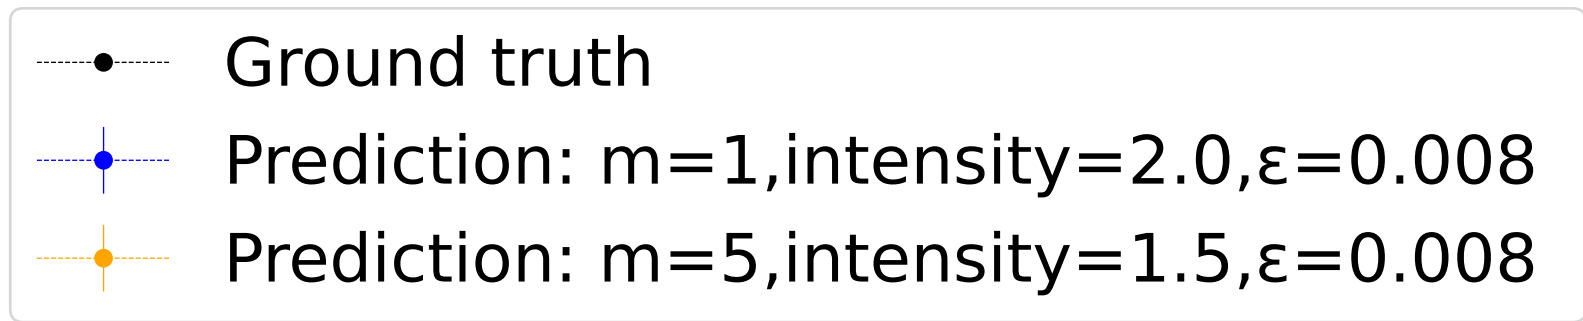 Ground truth
Prediction: m=1,intensity=2.0,ε=0.008
Prediction: m=5,intensity=1.5,ε=0.008